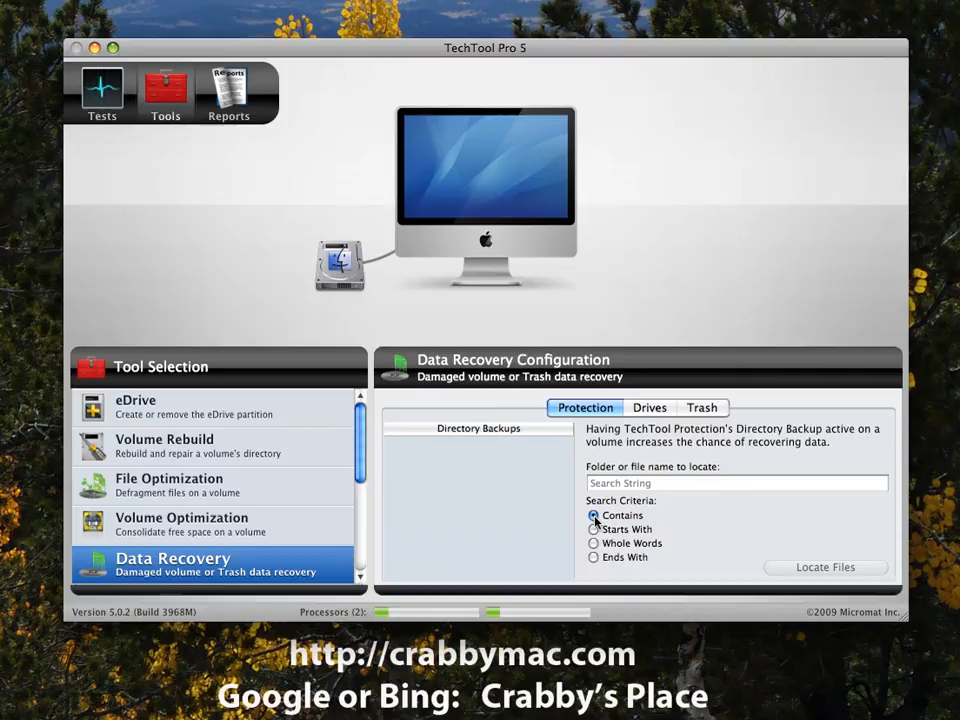 TechTool Pro 5
Reports
Tests
Tools
Reports
Tool Selection
eDrive
Create or remove the eDrive partition
Volume Rebuild
Rebuild and repair a volume's directory
File Optimization
Defragment files on a volume
Volume Optimization
Consolidate free space on a volume
Data Recovery
Damaged volume or Trash data recovery
Data Recovery Configuration
Damaged volume or Trash data recovery
Protection Drives Trash
Directory Backups
Having TechTool Protection's Directory Backup active on a
volume increases the chance of recovering data.
Folder or file name to locate:
Search String
Search Criteria:
Contains
Starts With
Whole Words
Ends With
Locate Files
Version 5.0.2 (Build 3968M)
Processors (2):
©2009 Micromat Inc.
http://crabbymac.com
Google or Bing: Crabby's Place